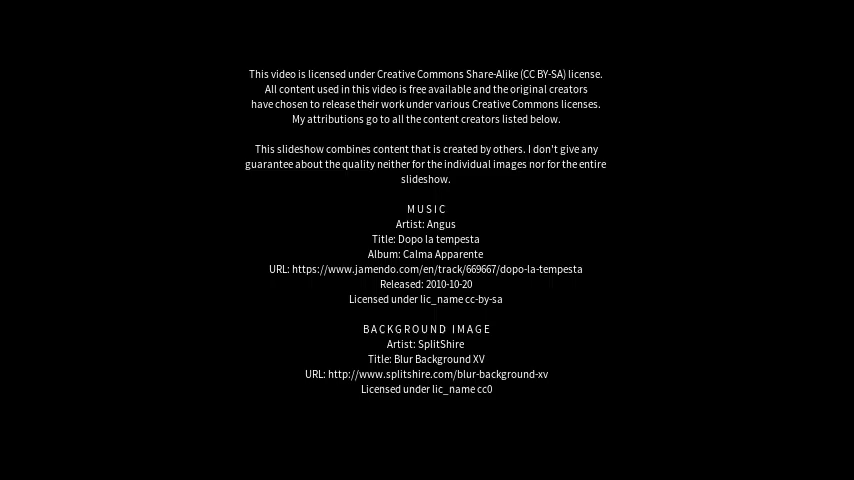 This video is licensed under Creative Commons Share-Alike (CC BY-SA) license.
All content used in this video is free available and the original creators
have chosen to release their work under various Creative Commons licenses.
My attributions go to all the content creators listed below.
This slideshow combines content that is created by others. I don't give any
guarantee about the quality neither for the individual images nor for the entire
slideshow.
MUSIC
Artist: Angus
Title: Dopo la tempesta
Album: Calma Apparente
URL: https://www.jamendo.com/en/track/669667/dopo-la-tempesta
Released: 2010-10-20
Licensed under lic_name cc-by-sa
BACKGROUND IMAGE
Artist: SplitShire
Title: Blur Background XV
URL: http://www.splitshire.com/blur-background-xv
Licensed under lic_name cc0